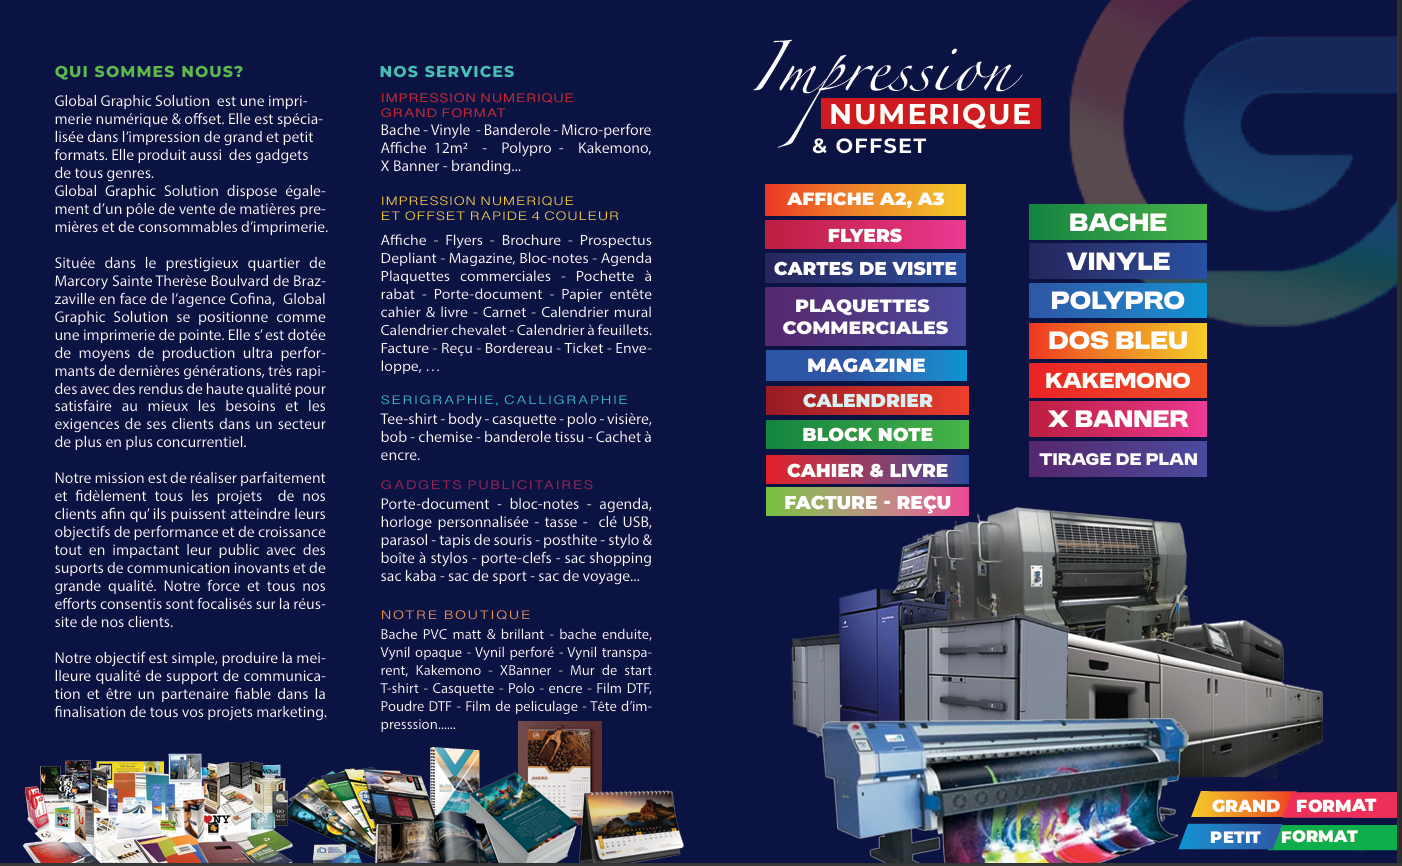 QUI SOMMES NOUS?
Global Graphic Solution est une impri-
merie numérique & offset. Elle est spécia-
lisée dans l'impression de grand et petit
formats. Elle produit aussi des gadgets
de tous genres.
Global Graphic Solution dispose égale-
ment d'un pôle de vente de matières pre-
mières et de consommables d'imprimerie.
Située dans le prestigieux quartier de
Marcory Sainte Therèse Boulvard de Braz-
zaville en face de l'agence Cofina, Global
Graphic Solution se positionne comme
une imprimerie de pointe. Elle s'est dotée
de moyens de production ultra perfor-
mants de dernières générations, très rapi-
des avec des rendus de haute qualité pour
satisfaire au mieux les besoins et les
exigences de ses clients dans un secteur
de plus en plus concurrentiel.
Notre mission est de réaliser parfaitement
et fidèlement tous les projets de nos
clients afin qu' ils puissent atteindre leurs
objectifs de performance et de croissance
tout en impactant leur public avec des
suports de communication inovants et de
grande qualité. Notre force et tous nos
efforts consentis sont focalisés sur la réus-
site de nos clients.
Notre objectif est simple, produire la mei-
lleure qualité de support de communica-
tion et être un partenaire fiable dans la
finalisation de tous vos projets marketing.
NOS SERVICES
IMPRESSION NUMERIQUE
GRAND FORMAT
Bache - Vinyle - Banderole - Micro-perfore
Affiche 12m² - Polypro - Kakemono,
X Banner - branding...
IMPRESSION NUMERIQUE
ET OFFSET RAPIDE 4 COULEUR
Affiche - Flyers - Brochure - Prospectus
Depliant - Magazine, Bloc-notes - Agenda
Plaquettes commerciales - Pochette à
rabat - Porte-document - Papier entête
cahier & livre - Carnet - Calendrier mural
Calendrier chevalet - Calendrier à feuillets.
Facture - Reçu - Bordereau - Ticket - Enve-
loppe, …
SERIGRAPHIE, CALLIGRAPHIE
Tee-shirt - body - casquette - polo - visière,
bob - chemise - banderole tissu - Cachet à
encre.
GADGETS PUBLICITAIRES
Porte-document - bloc-notes - agenda,
horloge personnalisée - tasse - clé USB,
parasol - tapis de souris - posthite - stylo &
boîte à stylos - porte-clefs - sac shopping
sac kaba - sac de sport - sac de voyage...
NOTRE BOUTIQUE
Bache PVC matt & brillant - bache enduite,
Vynil opaque - Vynil perforé - Vynil transpa-
rent, Kakemono - XBanner - Mur de start
T-shirt - Casquette - Polo - encre - Film DTF,
Poudre DTF - Film de peliculage - Tête d'im-
presssion......
Impression
NUMERIQUE
& OFFSET
AFFICHE A2, A3
FLYERS
CARTES DE VISITE
PLAQUETTES
COMMERCIALES
MAGAZINE
CALENDRIER
BLOCK NOTE
CAHIER & LIVRE
FACTURE - REÇU
BACHE
VINYLE
POLYPRO
DOS BLEU
KAKEMONO
X BANNER
TIRAGE DE PLAN
What
NY
JANEIRO
GRAND FORMAT
PETIT FORMAT